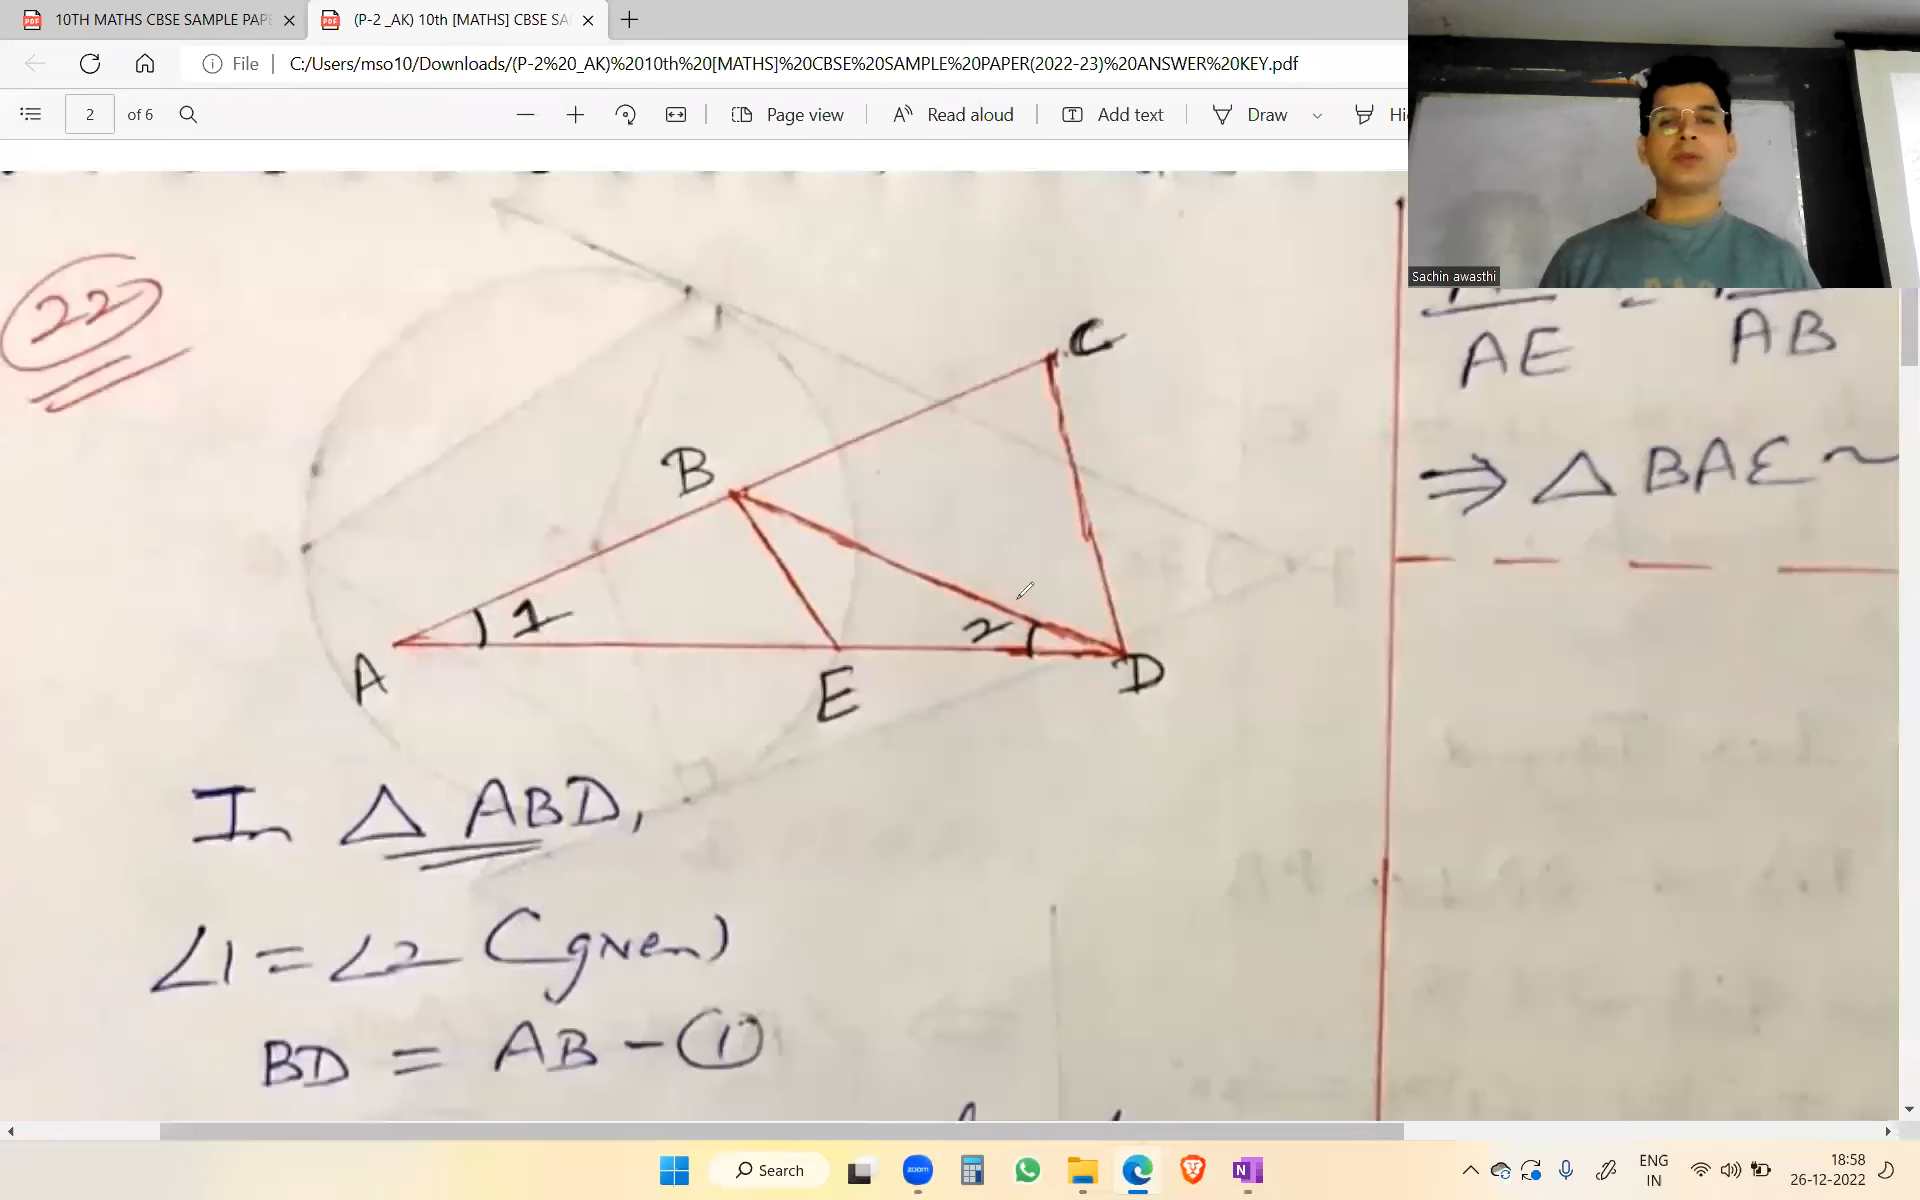 10TH MATHS CBSE SAMPLE PAP
(P-2 _AK) 10th [MATHS] CBSE SA
File
C:/Users/mso10/Downloads/(P-2%20_AK)%2010th%20[MATHS]%20CBSE%20SAMPLE%20PAPER(2022-23)%20ANSWER%20KEY.pdf
2 of 6
Page view
Read aloud
Add text
Draw
Hi
Sachin awasthi
22
C
B
1
2
A
E
D
In △ ABD,
∠1 = ∠2 (given)
BD = AB - ①
AE
AB
⇒ △ BAE ~
Search
zoom
ENG
IN
18:58
26-12-2022